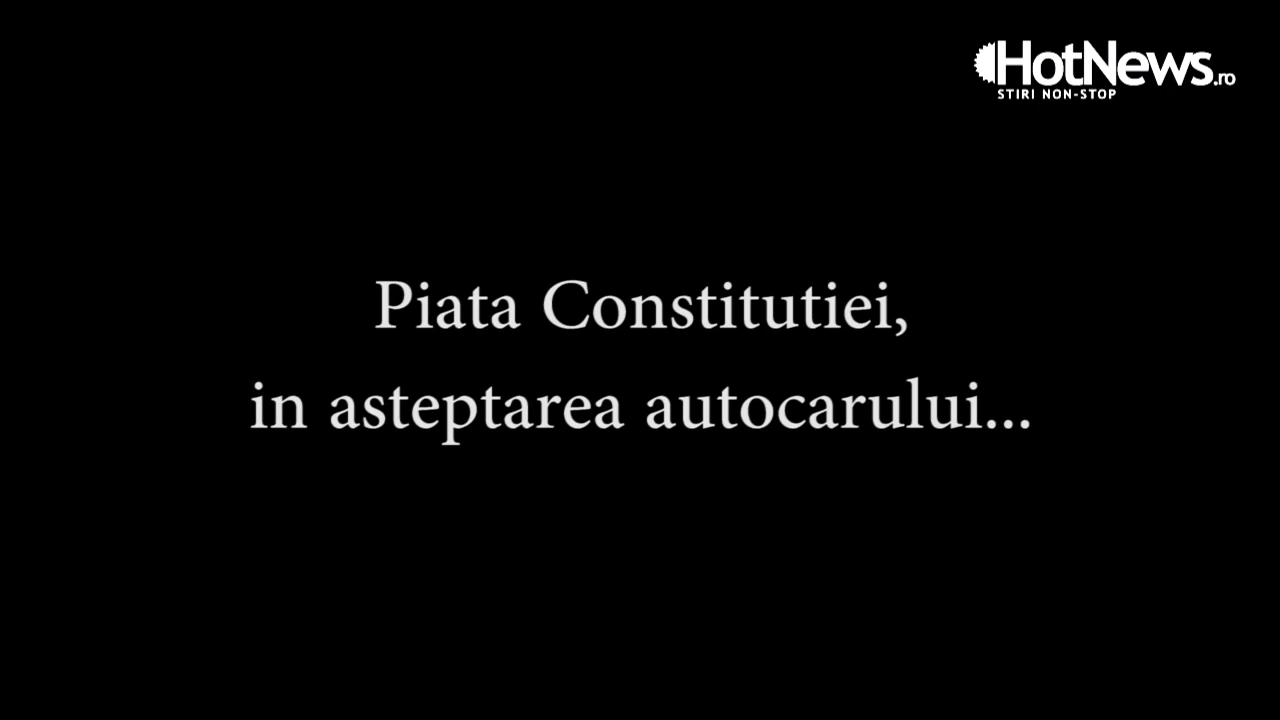 HotNews.ro
STIRI NON-STOP
Piata Constitutiei,
in asteptarea autocarului...